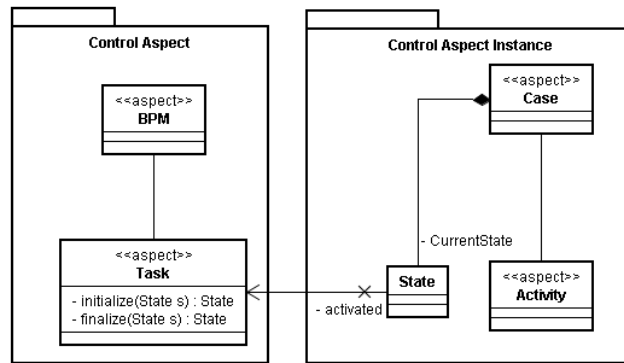 Control Aspect
<<aspect>>
BPM
<<aspect>>
Task
- initialize(State s) : State
- finalize(State s) : State
Control Aspect Instance
<<aspect>>
Case
- CurrentState
State
- activated
<<aspect>>
Activity